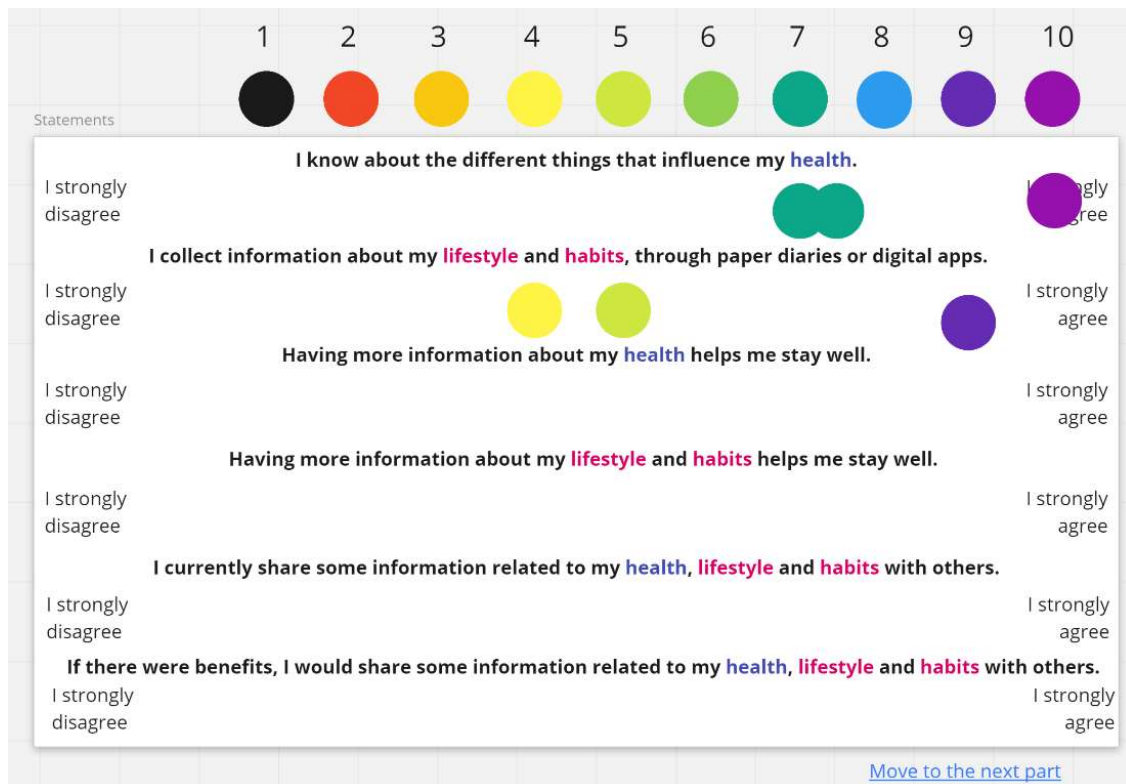 1 2 3 4 5 6 7 8 9 10
Statements
I know about the different things that influence my health.
I strongly
disagree
gly
ree
I collect information about my lifestyle and habits, through paper diaries or digital apps.
I strongly
disagree
I strongly
agree
Having more information about my health helps me stay well.
I strongly
disagree
I strongly
agree
Having more information about my lifestyle and habits helps me stay well.
I strongly
disagree
I strongly
agree
I currently share some information related to my health, lifestyle and habits with others.
I strongly
disagree
I strongly
agree
If there were benefits, I would share some information related to my health, lifestyle and habits with others.
I strongly
disagree
I strongly
agree
Move to the next part